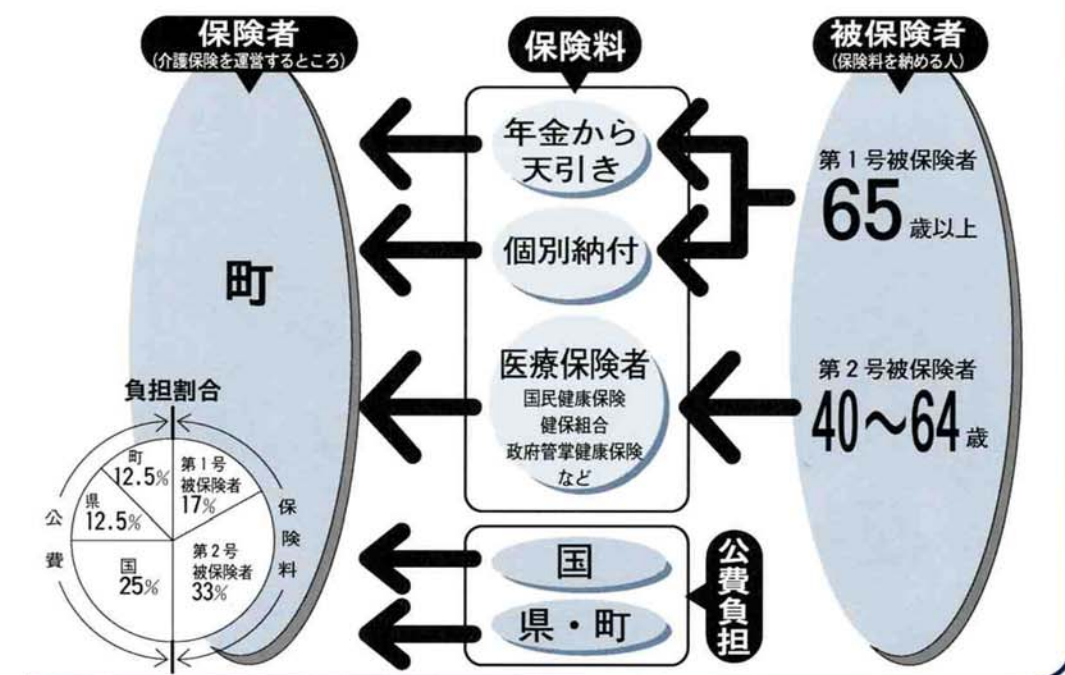 保険者
(介護保険を運営するところ)
町
保険料
年金から
天引き
個別納付
医療保険者
国民健康保険
健保組合
政府管掌健康保険
など
被保険者
(保険料を納める人)
第1号被保険者
65歳以上
第2号被保険者
40〜64歳
公費負担
国
県・町
負担割合
公費
保険料
町
12.5%
県
12.5%
国
25%
第1号
被保険者
17%
第2号
被保険者
33%